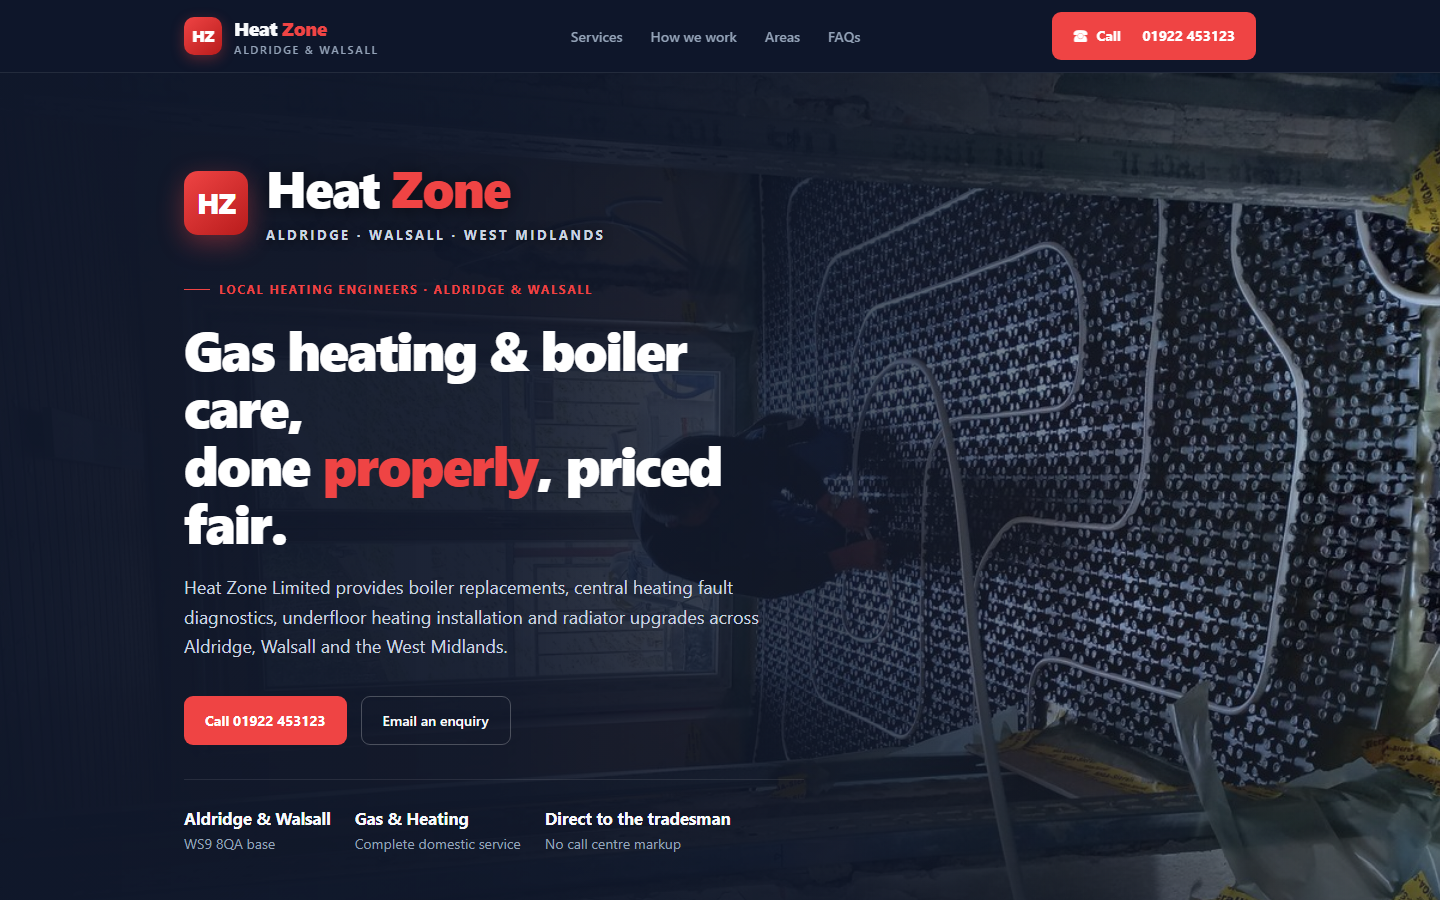 HZ
Heat Zone
ALDRIDGE & WALSALL
Services
How we work
Areas
FAQs
☎ Call 01922 453123
HZ
Heat Zone
ALDRIDGE · WALSALL · WEST MIDLANDS
LOCAL HEATING ENGINEERS · ALDRIDGE & WALSALL
Gas heating & boiler
care,
done properly, priced
fair.
Heat Zone Limited provides boiler replacements, central heating fault
diagnostics, underfloor heating installation and radiator upgrades across
Aldridge, Walsall and the West Midlands.
Call 01922 453123
Email an enquiry
Aldridge & Walsall
WS9 8QA base
Gas & Heating
Complete domestic service
Direct to the tradesman
No call centre markup